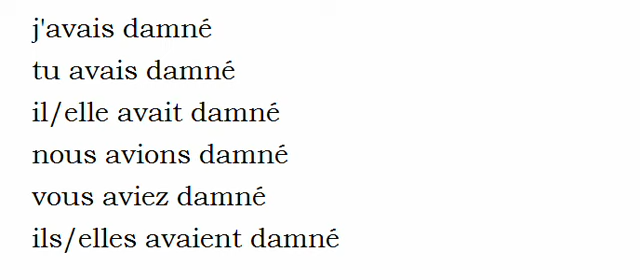 j'avais damné
tu avais damné
il/elle avait damné
nous avions damné
vous aviez damné
ils/elles avaient damné